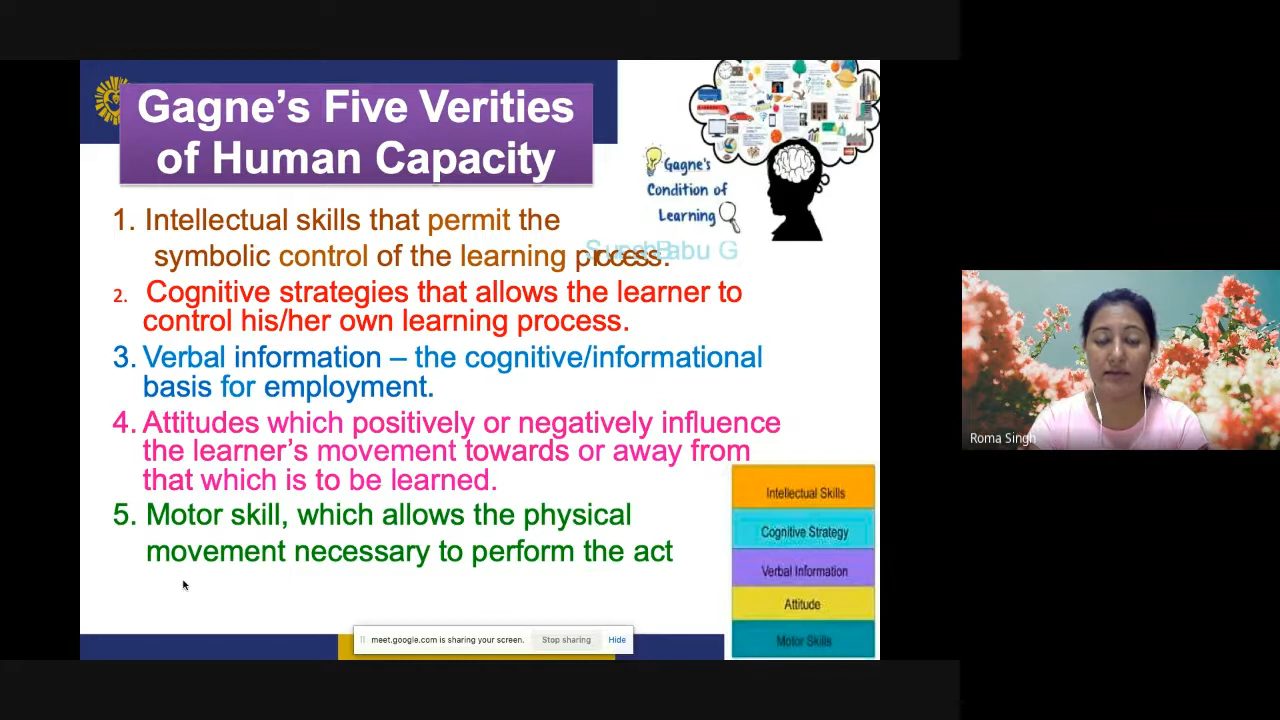 Gagne's Five Verities
of Human Capacity
Gagne's
Condition of
Learning
1. Intellectual skills that permit the
symbolic control of the learning process.
Suresh Babu G
2. Cognitive strategies that allows the learner to
control his/her own learning process.
3. Verbal information – the cognitive/informational
basis for employment.
4. Attitudes which positively or negatively influence
the learner's movement towards or away from
that which is to be learned.
5. Motor skill, which allows the physical
movement necessary to perform the act
Intellectual Skills
Cognitive Strategy
Verbal Information
Attitude
Motor Skills
meet.google.com is sharing your screen.
Stop sharing
Hide
Roma Singh